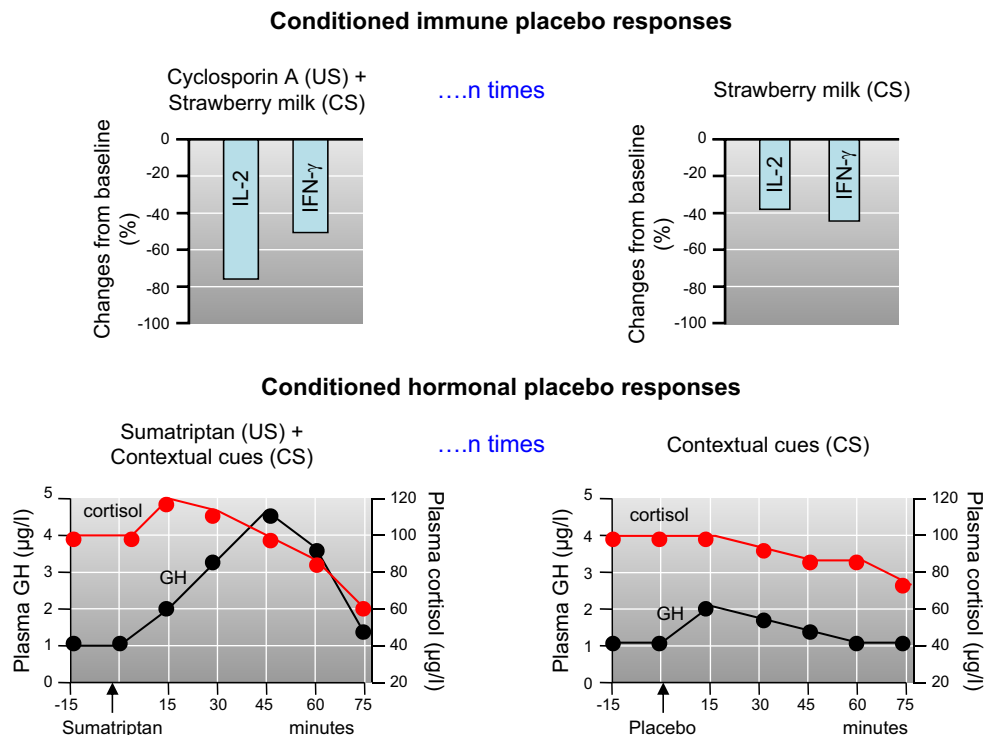 Conditioned immune placebo responses
Cyclosporin A (US) +
Strawberry milk (CS)
….n times
Strawberry milk (CS)
Changes from baseline
(%)
0
-20
-40
-60
-80
-100
IL-2
IFN-γ
Changes from baseline
(%)
0
-20
-40
-60
-80
-100
IL-2
IFN-γ
Conditioned hormonal placebo responses
Sumatriptan (US) +
Contextual cues (CS)
….n times
Contextual cues (CS)
Plasma GH (µg/l)
5
4
3
2
1
0
cortisol
GH
120
100
80
60
40
20
Plasma cortisol (µg/l)
-15 0 15 30 45 60 75
Sumatriptan minutes
Plasma GH (µg/l)
5
4
3
2
1
0
cortisol
GH
120
100
80
60
40
20
Plasma cortisol (µg/l)
-15 0 15 30 45 60 75
Placebo minutes